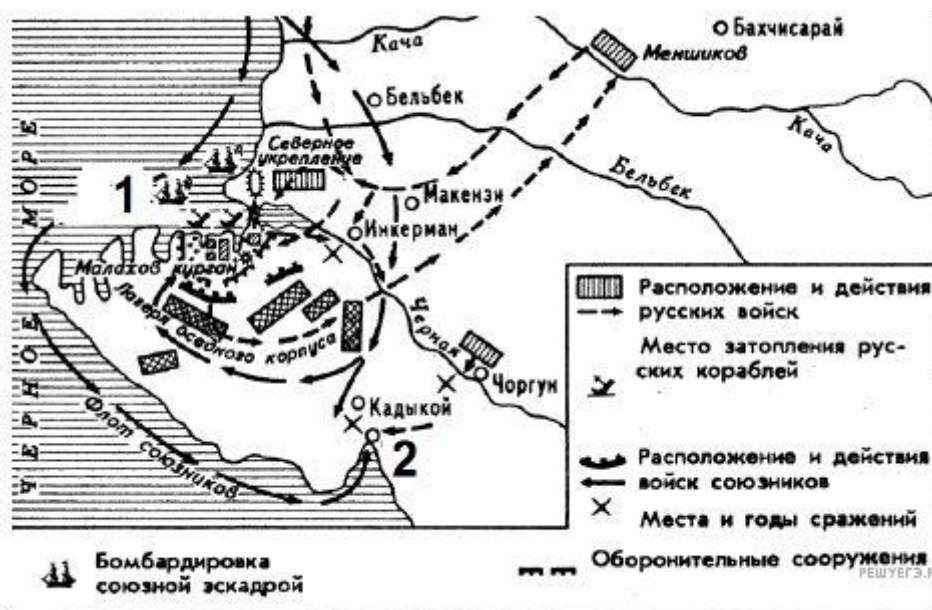 Бахчисарай
Кача
Меншиков
Бельбек
Кача
Северное
укрепление
Бельбек
1
Макензи
Инкерман
Малахов курган
Лагеря осадного корпуса
Черная
Чоргун
Кадыкой
2
Флот союзников
ЧЕРНОЕ МОРЕ
Расположение и действия
русских войск
Место затопления рус-
ских кораблей
Расположение и действия
войск союзников
Места и годы сражений
Бомбардировка
союзной эскадрой
Оборонительные сооружения
РЕШУЕГЭ.Р